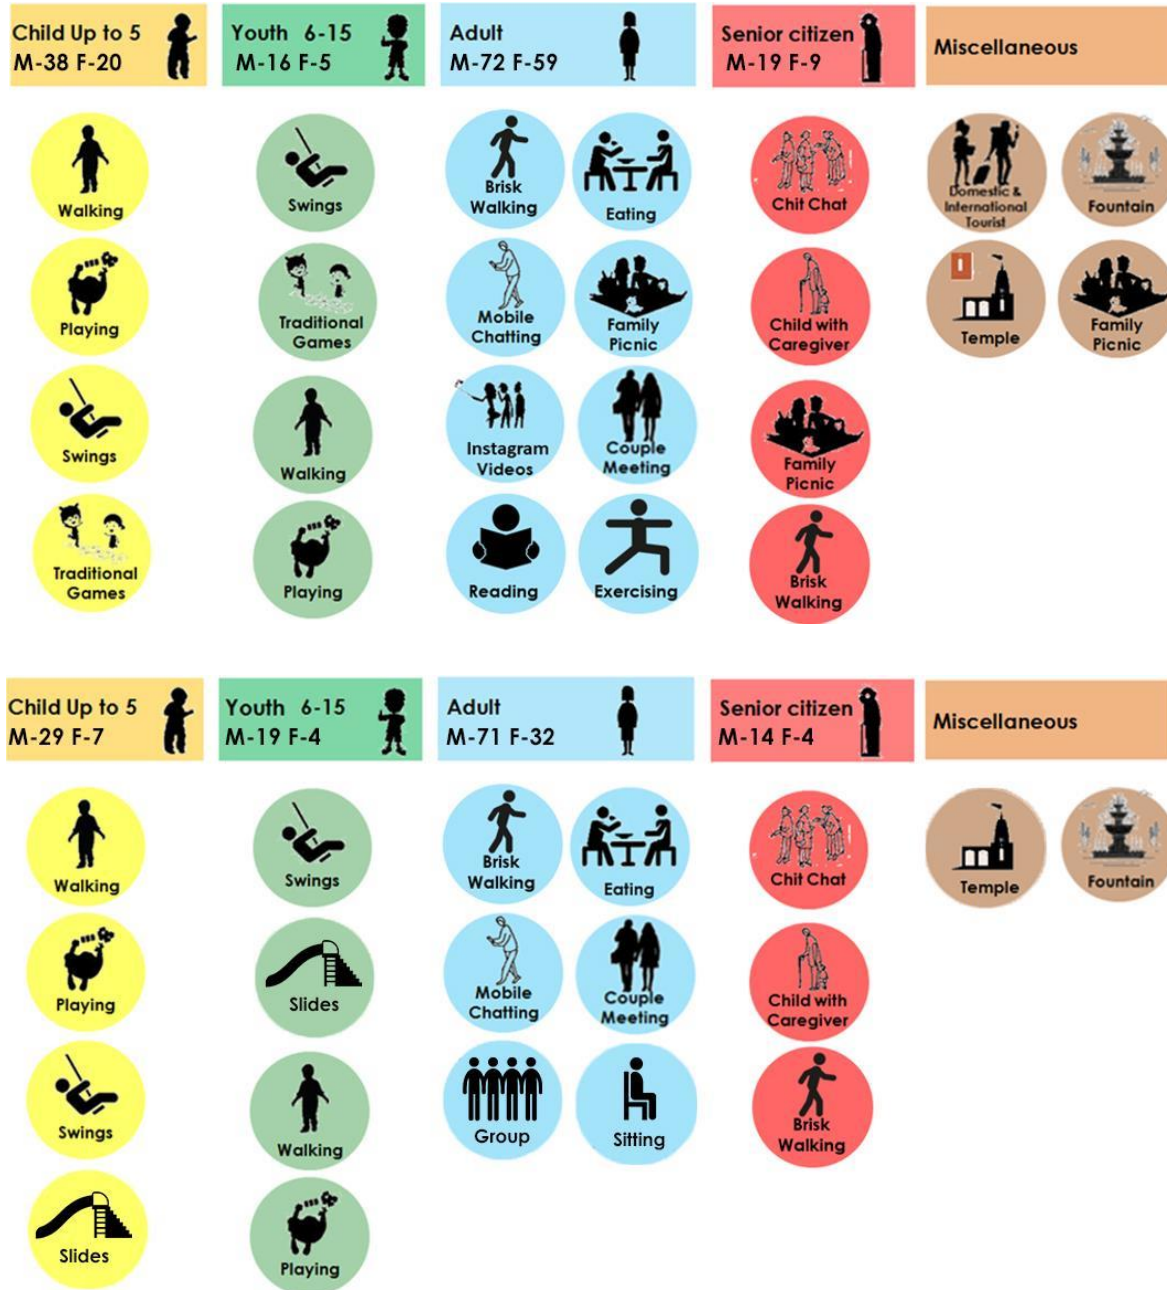 Child Up to 5
M-38 F-20
Youth 6-15
M-16 F-5
Adult
M-72 F-59
Senior citizen
M-19 F-9
Miscellaneous
Walking
Swings
Brisk
Walking
Eating
Chit Chat
Domestic &
International
Tourist
Fountain
Playing
Traditional
Games
Mobile
Chatting
Family
Picnic
Child with
Caregiver
Temple
Family
Picnic
Swings
Walking
Instagram
Videos
Couple
Meeting
Family
Picnic
Traditional
Games
Playing
Reading
Exercising
Brisk
Walking
Child Up to 5
M-29 F-7
Youth 6-15
M-19 F-4
Adult
M-71 F-32
Senior citizen
M-14 F-4
Miscellaneous
Walking
Swings
Brisk
Walking
Eating
Chit Chat
Temple
Fountain
Playing
Slides
Mobile
Chatting
Couple
Meeting
Child with
Caregiver
Swings
Walking
Group
Sitting
Brisk
Walking
Slides
Playing